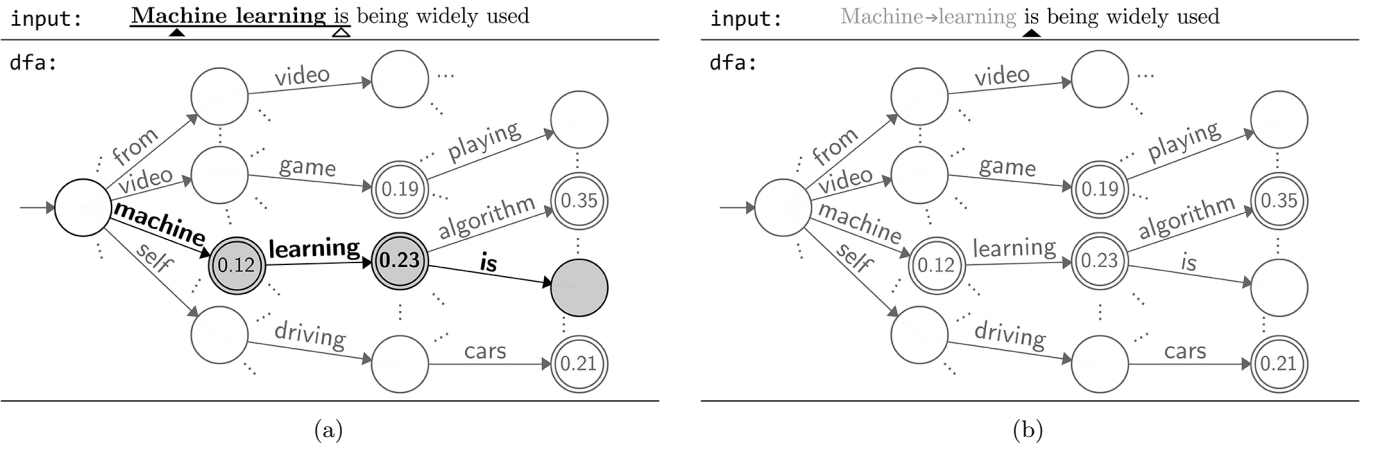 input: Machine learning is being widely used
dfa:
from
video
...
video
game
0.19
playing
machine
0.12
learning
0.23
algorithm
0.35
is
self
driving
cars
0.21
(a)
input: Machine→learning is being widely used
dfa:
from
video
...
video
game
0.19
playing
machine
0.12
learning
0.23
algorithm
0.35
is
self
driving
cars
0.21
(b)